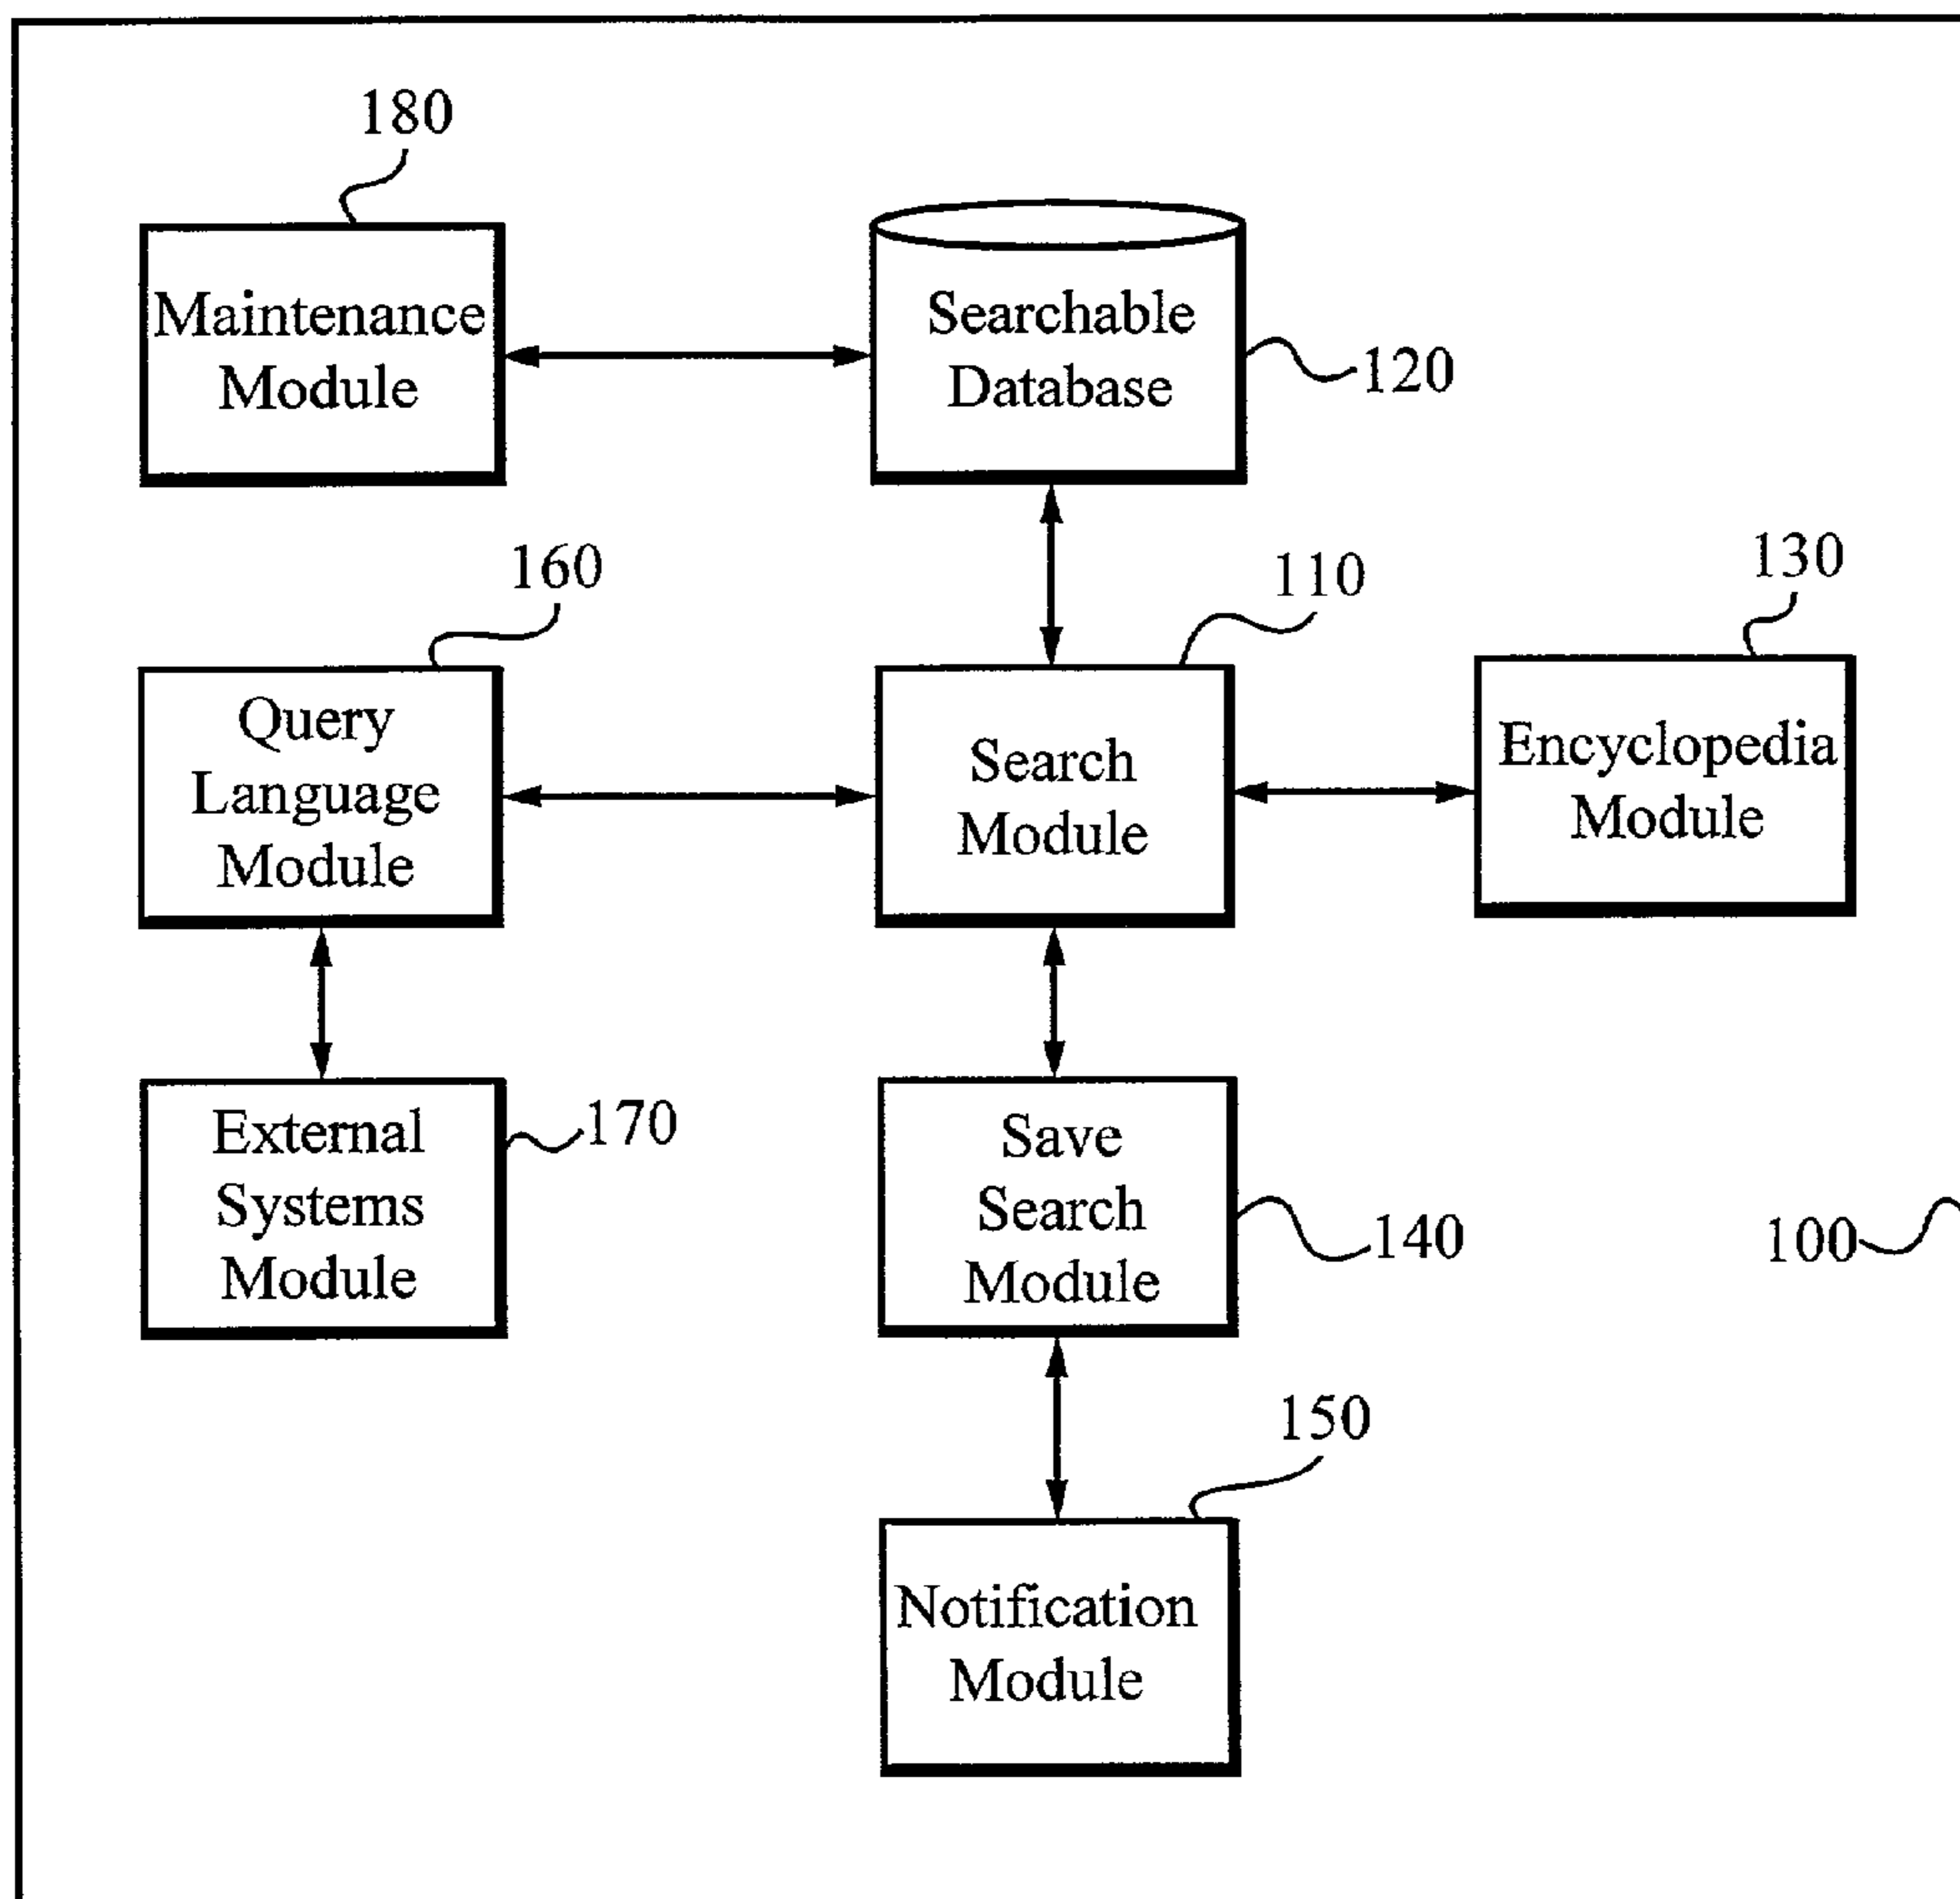 180
Maintenance
Module
Searchable
Database
120
160
110
130
Query
Language
Module
Search
Module
Encyclopedia
Module
External
Systems
Module
170
Save
Search
Module
140
100
150
Notification
Module